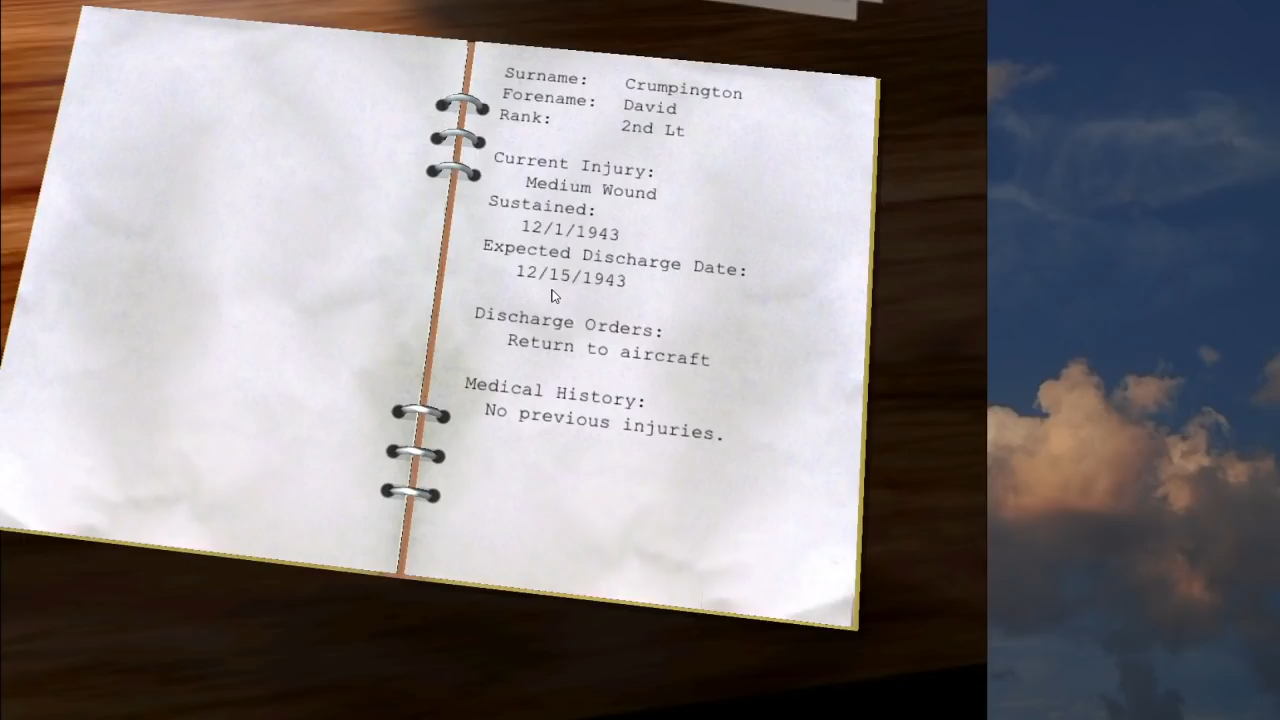 Surname: Crumpington
Forename: David
Rank: 2nd Lt
Current Injury:
Medium Wound
Sustained:
12/1/1943
Expected Discharge Date:
12/15/1943
Discharge Orders:
Return to aircraft
Medical History:
No previous injuries.